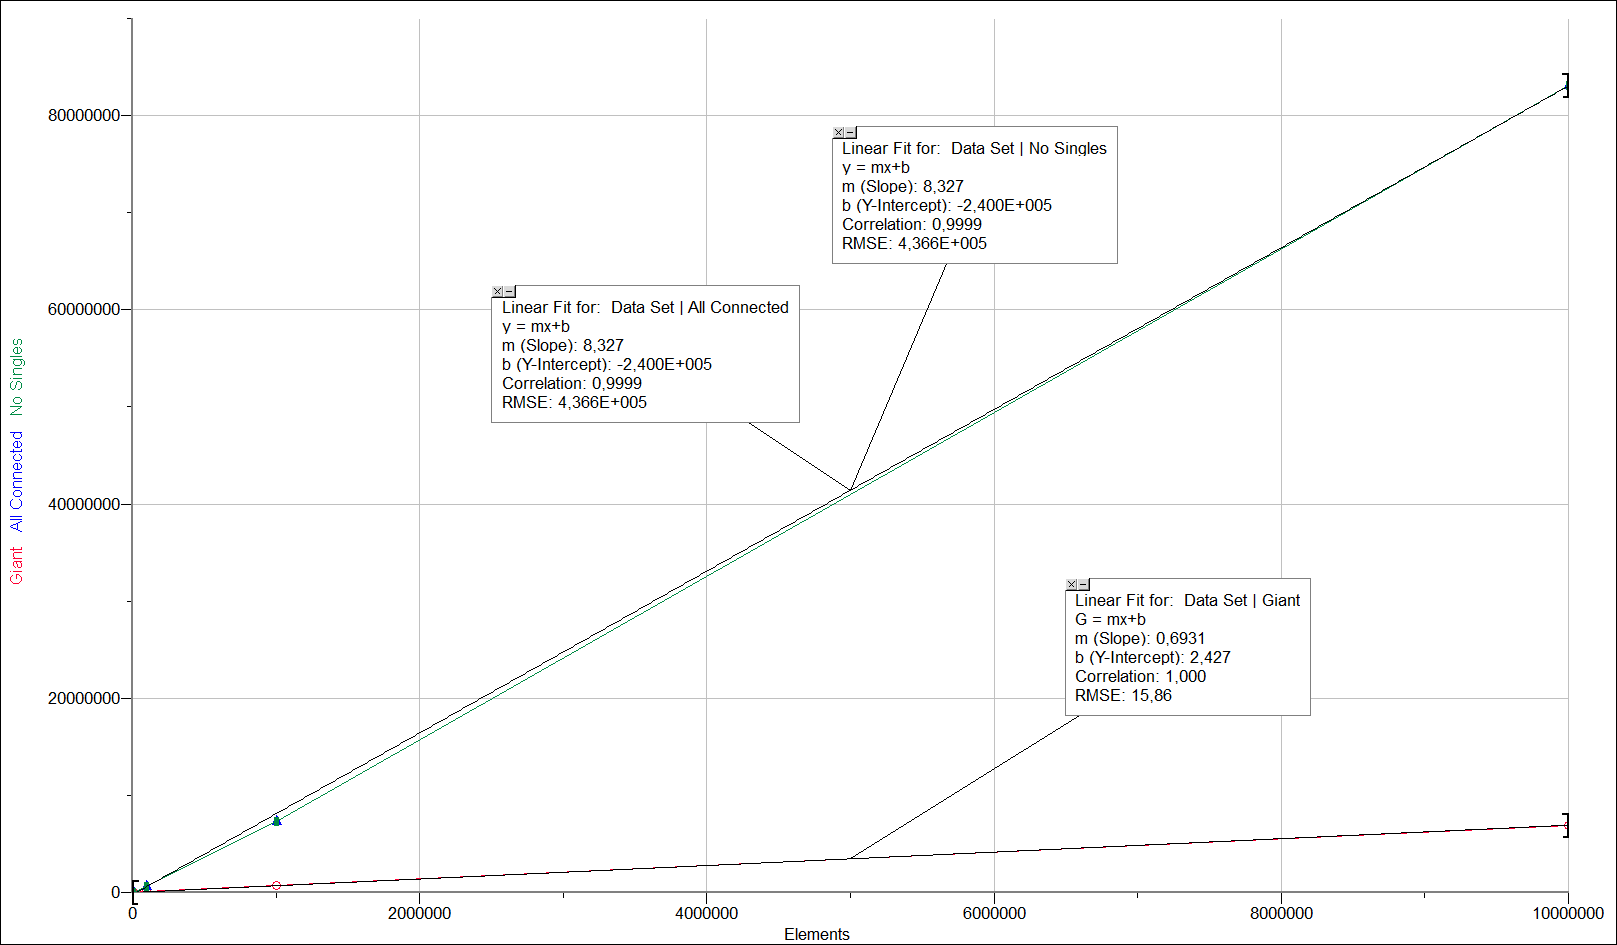 80000000
60000000
40000000
20000000
0
Giant All Connected No Singles
Linear Fit for: Data Set | No Singles
y = mx+b
m (Slope): 8,327
b (Y-Intercept): -2,400E+005
Correlation: 0,9999
RMSE: 4,366E+005
Linear Fit for: Data Set | All Connected
y = mx+b
m (Slope): 8,327
b (Y-Intercept): -2,400E+005
Correlation: 0,9999
RMSE: 4,366E+005
Linear Fit for: Data Set | Giant
G = mx+b
m (Slope): 0,6931
b (Y-Intercept): 2,427
Correlation: 1,000
RMSE: 15,86
0 2000000 4000000 6000000 8000000 10000000
Elements